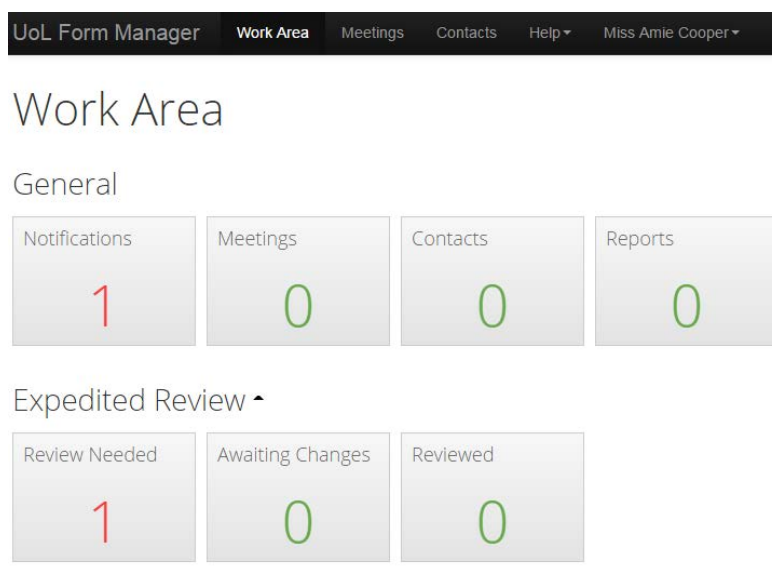 UoL Form Manager Work Area Meetings Contacts Help Miss Amie Cooper
Work Area
General
Notifications Meetings Contacts Reports
1 0 0 0
Expedited Review
Review Needed Awaiting Changes Reviewed
1 0 0